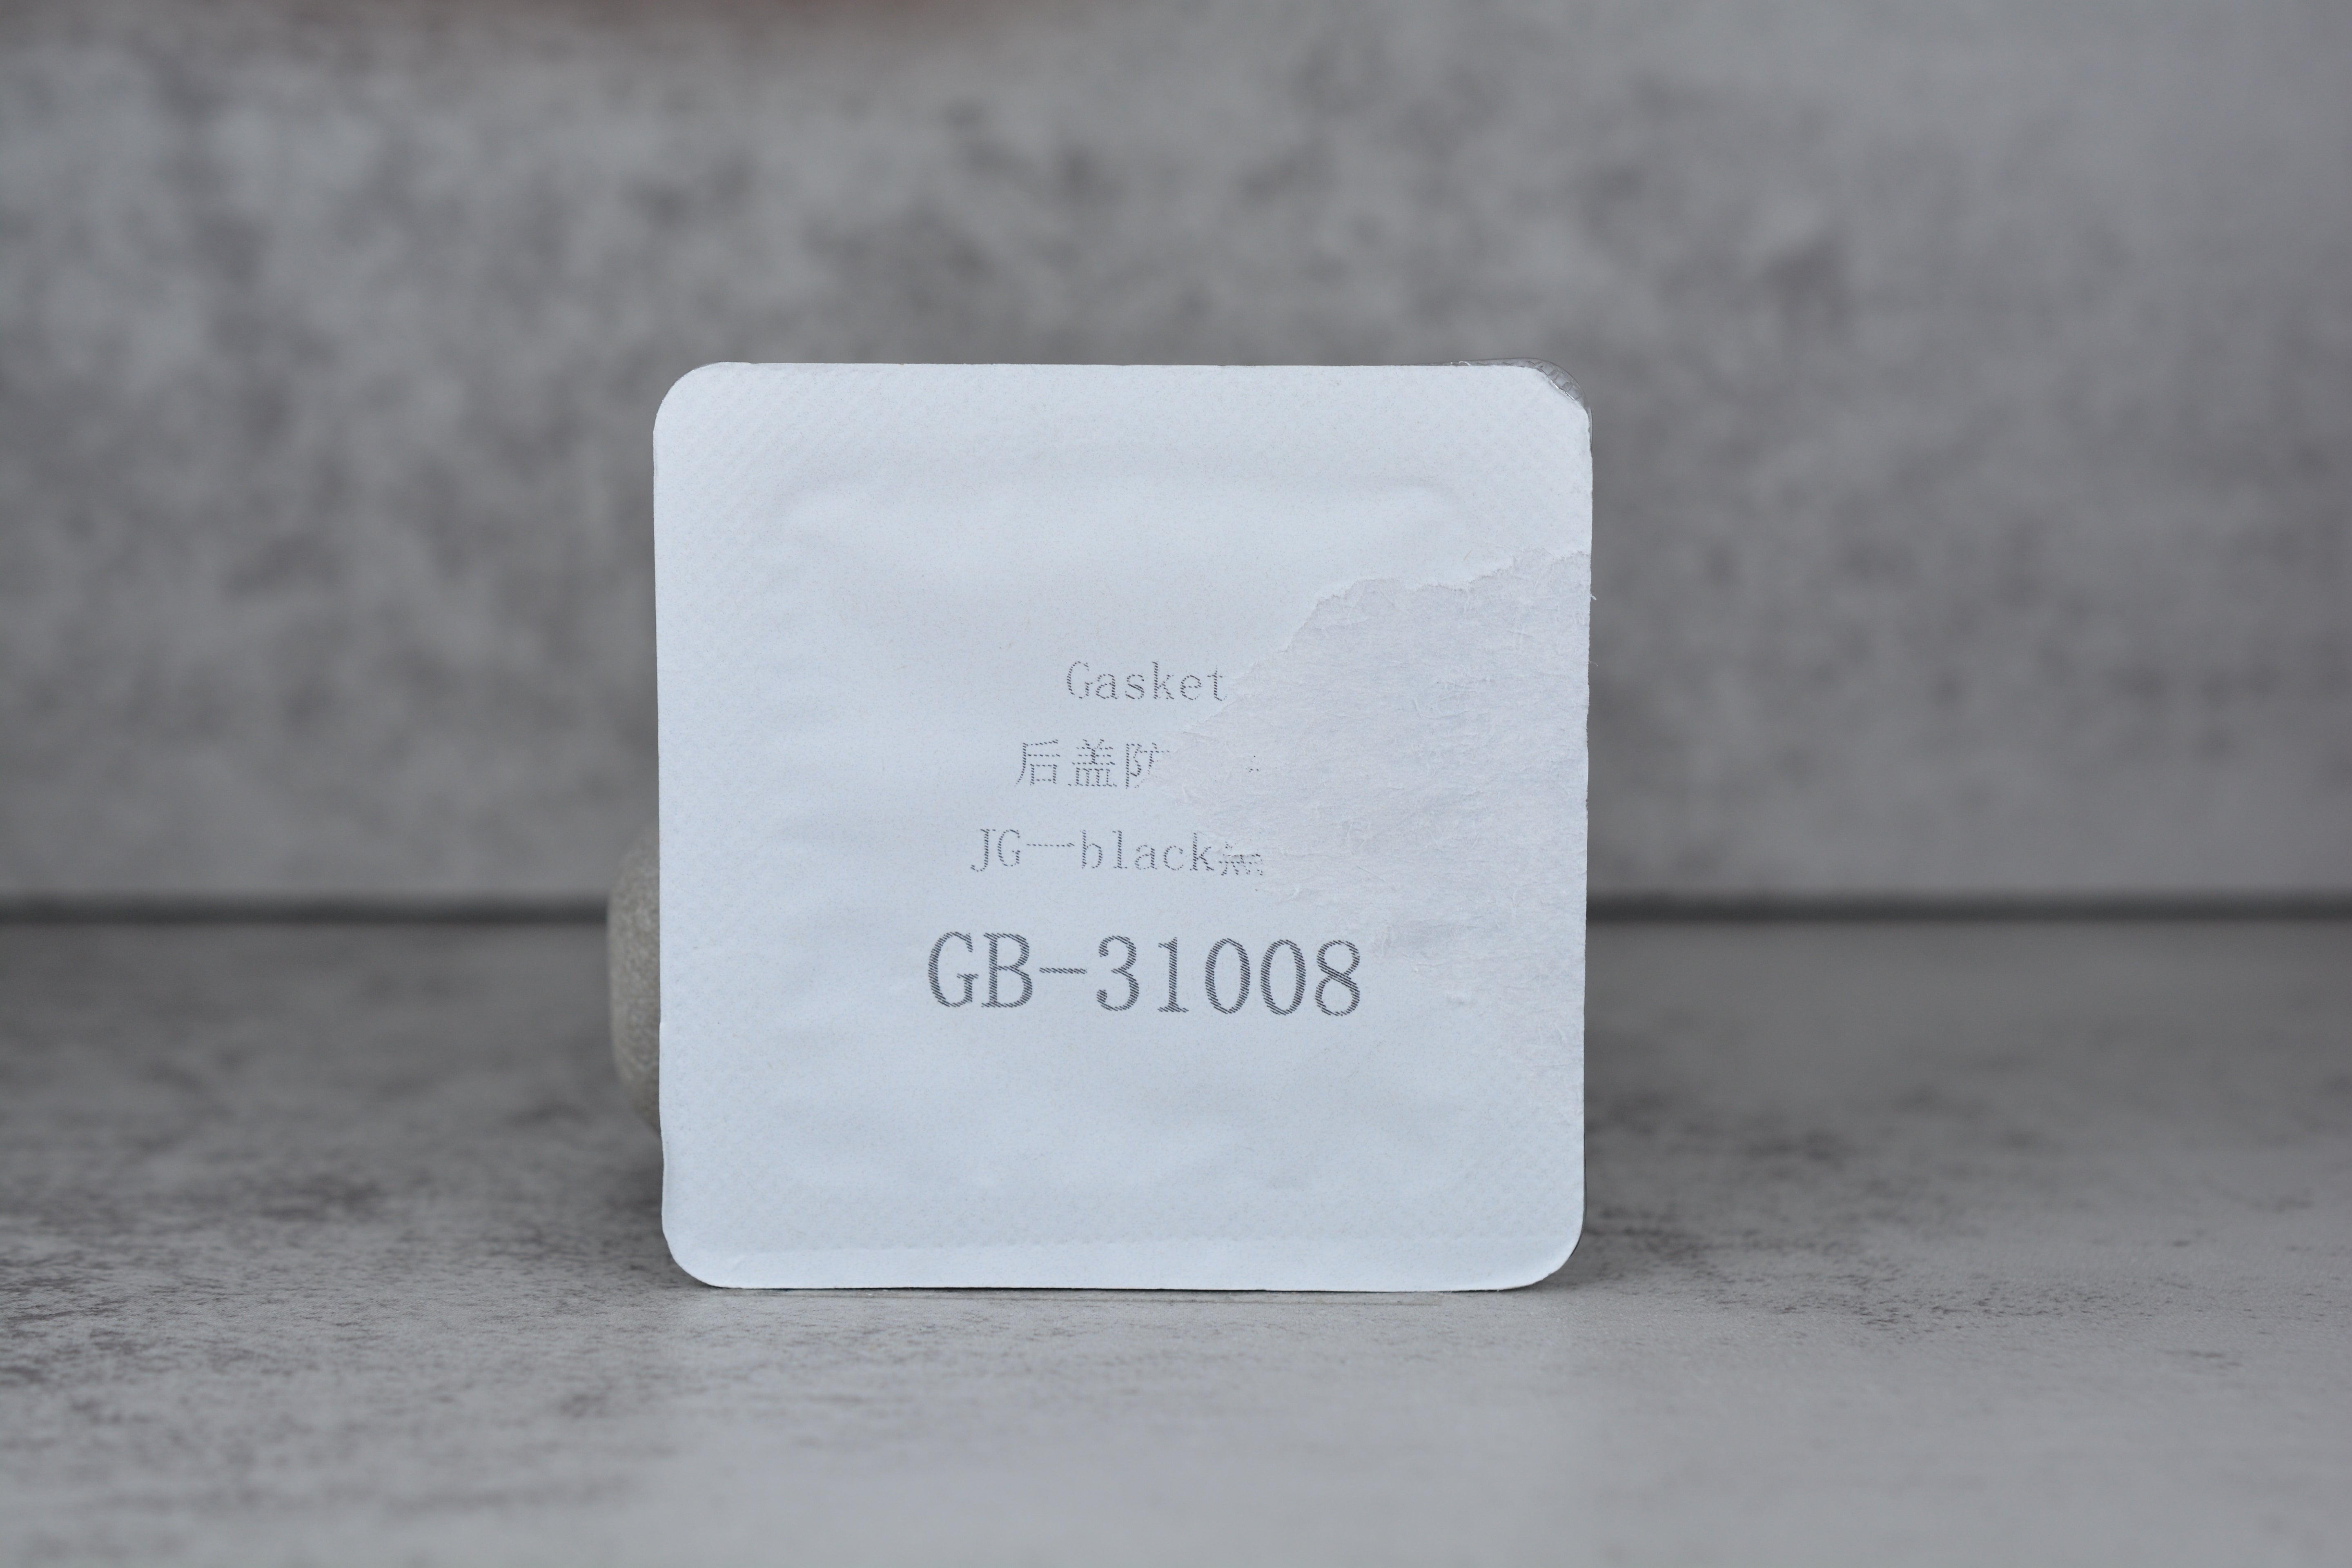 Gasket
后盖防
JG—black
GB-31008